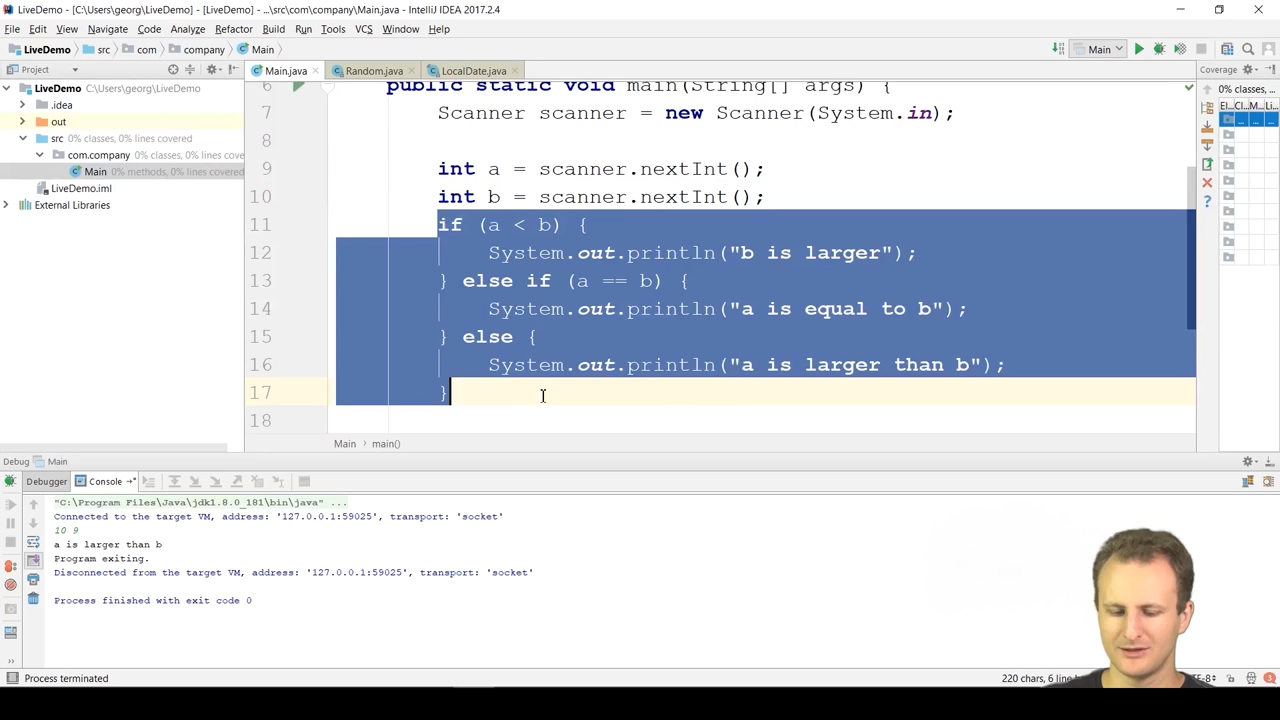 LiveDemo - [C:\Users\georg\LiveDemo] - [LiveDemo] - ...\src\com\company\Main.java - IntelliJ IDEA 2017.2.4
File Edit View Navigate Code Analyze Refactor Build Run Tools VCS Window Help
LiveDemo src com company Main
Main
Project
Main.java Random.java LocalDate.java
Coverage
LiveDemo C:\Users\georg\LiveDemo
.idea
out
src 0% classes, 0% lines covered
com.company 0% classes, 0% lines covered
Main 0% methods, 0% lines covered
LiveDemo.iml
External Libraries
6 public static void main(String[] args) {
7 Scanner scanner = new Scanner(System.in);
8
9 int a = scanner.nextInt();
10 int b = scanner.nextInt();
11 if (a < b) {
12 System.out.println("b is larger");
13 } else if (a == b) {
14 System.out.println("a is equal to b");
15 } else {
16 System.out.println("a is larger than b");
17 }
18
Main main()
0% classes, ...
El... Cl... M... Li...
Debug Main
Debugger Console
"C:\Program Files\Java\jdk1.8.0_181\bin\java" ...
Connected to the target VM, address: '127.0.0.1:59025', transport: 'socket'
10 9
a is larger than b
Program exiting.
Disconnected from the target VM, address: '127.0.0.1:59025', transport: 'socket'
Process finished with exit code 0
Process terminated
220 chars, 6 line